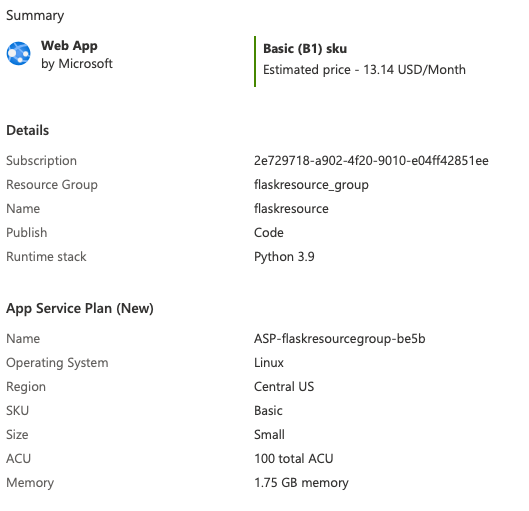 Summary
Web App
by Microsoft
Basic (B1) sku
Estimated price - 13.14 USD/Month
Details
Subscription 2e729718-a902-4f20-9010-e04ff42851ee
Resource Group flaskresource_group
Name flaskresource
Publish Code
Runtime stack Python 3.9
App Service Plan (New)
Name ASP-flaskresourcegroup-be5b
Operating System Linux
Region Central US
SKU Basic
Size Small
ACU 100 total ACU
Memory 1.75 GB memory